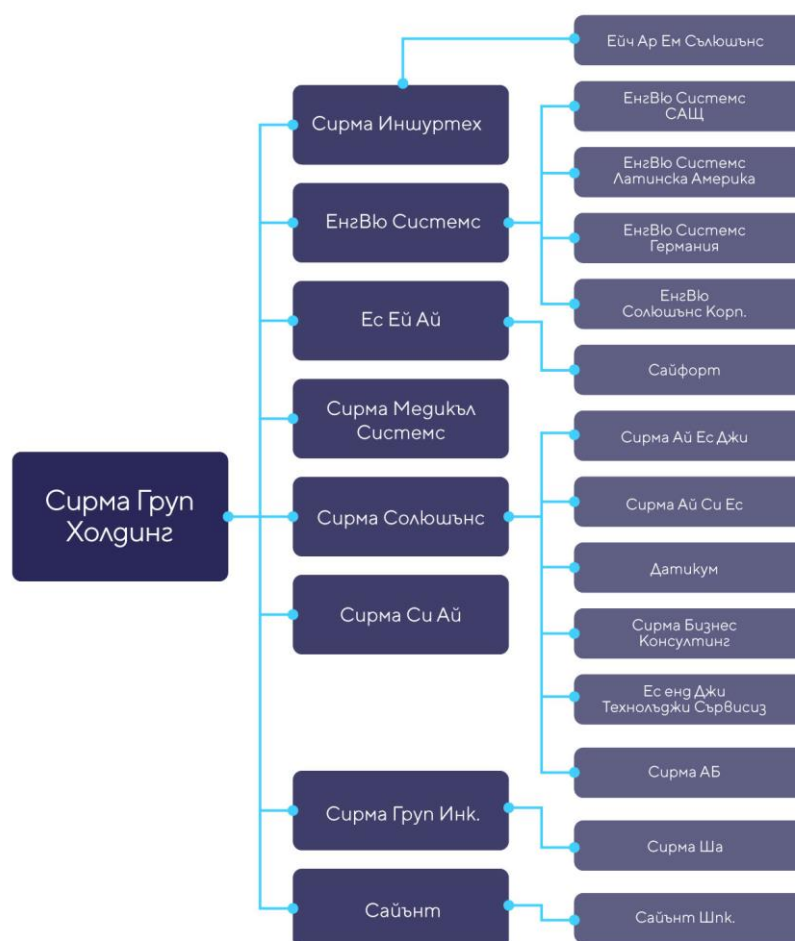 Ейч Ар Ем Сълюшънс
Сирма Иншуртех
ЕнгВю Системс
САЩ
ЕнгВю Системс
Латинска Америка
ЕнгВю Системс
ЕнгВю Системс
Германия
ЕнгВю
Солюшънс Корп.
Ес Ей Ай
Сайфорт
Сирма Медикъл
Системс
Сирма Ай Ес Джи
Сирма Груп
Холдинг
Сирма Солюшънс
Сирма Ай Си Ес
Датикум
Сирма Си Ай
Сирма Бизнес
Консултинг
Ес енд Джи
Технолъджи Сървисиз
Сирма АБ
Сирма Груп Инк.
Сирма Ша
Сайънт
Сайънт Шпк.